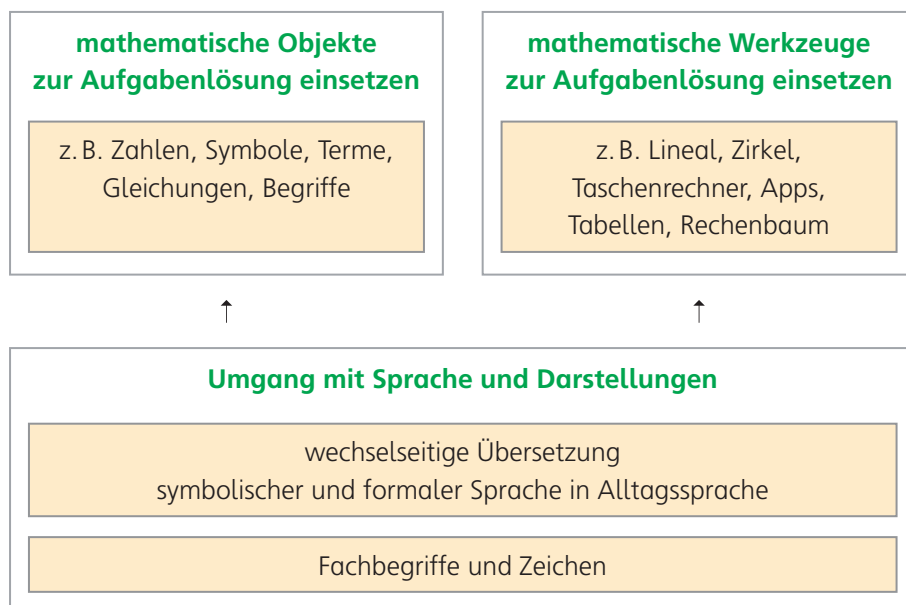 mathematische Objekte
zur Aufgabenlösung einsetzen
z. B. Zahlen, Symbole, Terme,
Gleichungen, Begriffe
mathematische Werkzeuge
zur Aufgabenlösung einsetzen
z. B. Lineal, Zirkel,
Taschenrechner, Apps,
Tabellen, Rechenbaum
↑
↑
Umgang mit Sprache und Darstellungen
wechselseitige Übersetzung
symbolischer und formaler Sprache in Alltagssprache
Fachbegriffe und Zeichen